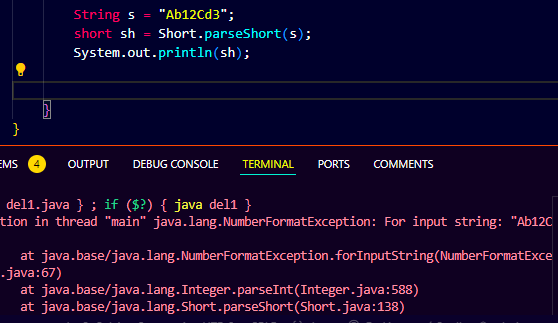 String s = "Ab12Cd3";
short sh = Short.parseShort(s);
System.out.println(sh);
}
}
EMS 4 OUTPUT DEBUG CONSOLE TERMINAL PORTS COMMENTS
del1.java } ; if ($?) { java del1 }
tion in thread "main" java.lang.NumberFormatException: For input string: "Ab12C
at java.base/java.lang.NumberFormatException.forInputString(NumberFormatExce
.java:67)
at java.base/java.lang.Integer.parseInt(Integer.java:588)
at java.base/java.lang.Short.parseShort(Short.java:138)